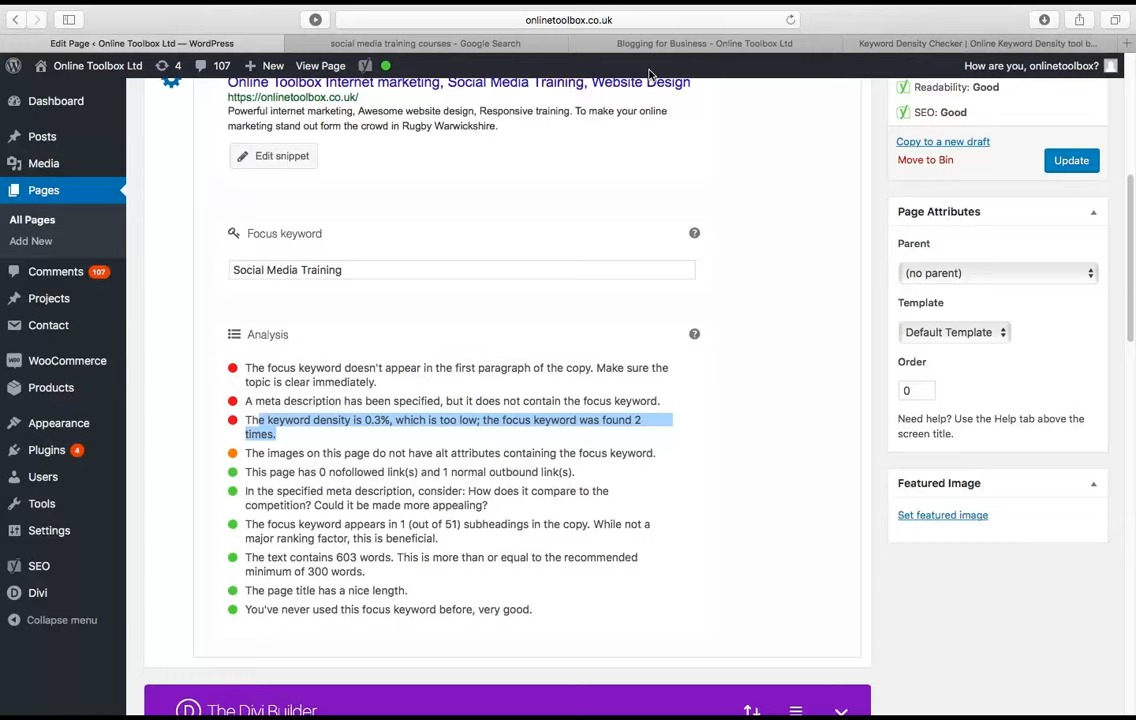 onlinetoolbox.co.uk
Edit Page ‹ Online Toolbox Ltd — WordPress
social media training courses - Google Search
Blogging for Business - Online Toolbox Ltd
Keyword Density Checker | Online Keyword Density tool b...
Online Toolbox Ltd
4
107
New
View Page
How are you, onlinetoolbox?
Dashboard
Posts
Media
Pages
All Pages
Add New
Comments 107
Projects
Contact
WooCommerce
Products
Appearance
Plugins 4
Users
Tools
Settings
SEO
Divi
Collapse menu
Online Toolbox Internet marketing, Social Media Training, Website Design
https://onlinetoolbox.co.uk/
Powerful internet marketing, Awesome website design, Responsive training. To make your online
marketing stand out form the crowd in Rugby Warwickshire.
Edit snippet
Focus keyword
Social Media Training
Analysis
The focus keyword doesn't appear in the first paragraph of the copy. Make sure the
topic is clear immediately.
A meta description has been specified, but it does not contain the focus keyword.
The keyword density is 0.3%, which is too low; the focus keyword was found 2
times.
The images on this page do not have alt attributes containing the focus keyword.
This page has 0 nofollowed link(s) and 1 normal outbound link(s).
In the specified meta description, consider: How does it compare to the
competition? Could it be made more appealing?
The focus keyword appears in 1 (out of 51) subheadings in the copy. While not a
major ranking factor, this is beneficial.
The text contains 603 words. This is more than or equal to the recommended
minimum of 300 words.
The page title has a nice length.
You've never used this focus keyword before, very good.
The Divi Builder
Readability: Good
SEO: Good
Copy to a new draft
Move to Bin
Update
Page Attributes
Parent
(no parent)
Template
Default Template
Order
0
Need help? Use the Help tab above the
screen title.
Featured Image
Set featured image